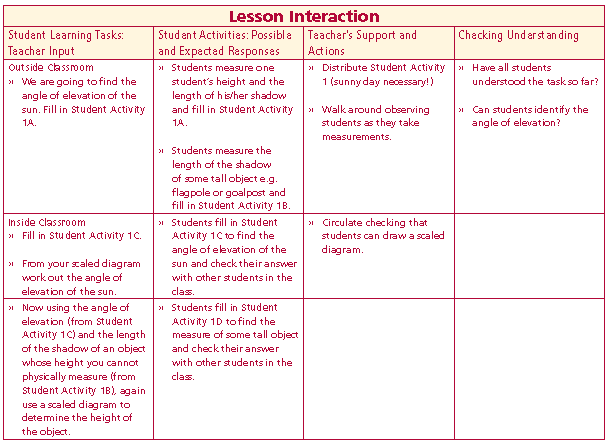 Lesson Interaction
Student Learning Tasks:
Teacher Input
Student Activities: Possible
and Expected Responses
Teacher's Support and
Actions
Checking Understanding
Outside Classroom
» We are going to find the
angle of elevation of the
sun. Fill in Student Activity
1A.
» Students measure one
student's height and the
length of his/her shadow
and fill in Student Activity
1A.
» Students measure the
length of the shadow
of some tall object e.g.
flagpole or goalpost and
fill in Student Activity 1B.
» Distribute Student Activity
1 (sunny day necessary!)
» Walk around observing
students as they take
measurements.
» Have all students
understood the task so far?
» Can students identify the
angle of elevation?
Inside Classroom
» Fill in Student Activity 1C.
» From your scaled diagram
work out the angle of
elevation of the sun.
» Students fill in Student
Activity 1C to find the
angle of elevation of the
sun and check their answer
with other students in the
class.
» Circulate checking that
students can draw a scaled
diagram.
» Now using the angle of
elevation (from Student
Activity 1C) and the length
of the shadow of an object
whose height you cannot
physically measure (from
Student Activity 1B), again
use a scaled diagram to
determine the height of
the object.
» Students fill in Student
Activity 1D to find the
measure of some tall object
and check their answer
with other students in the
class.